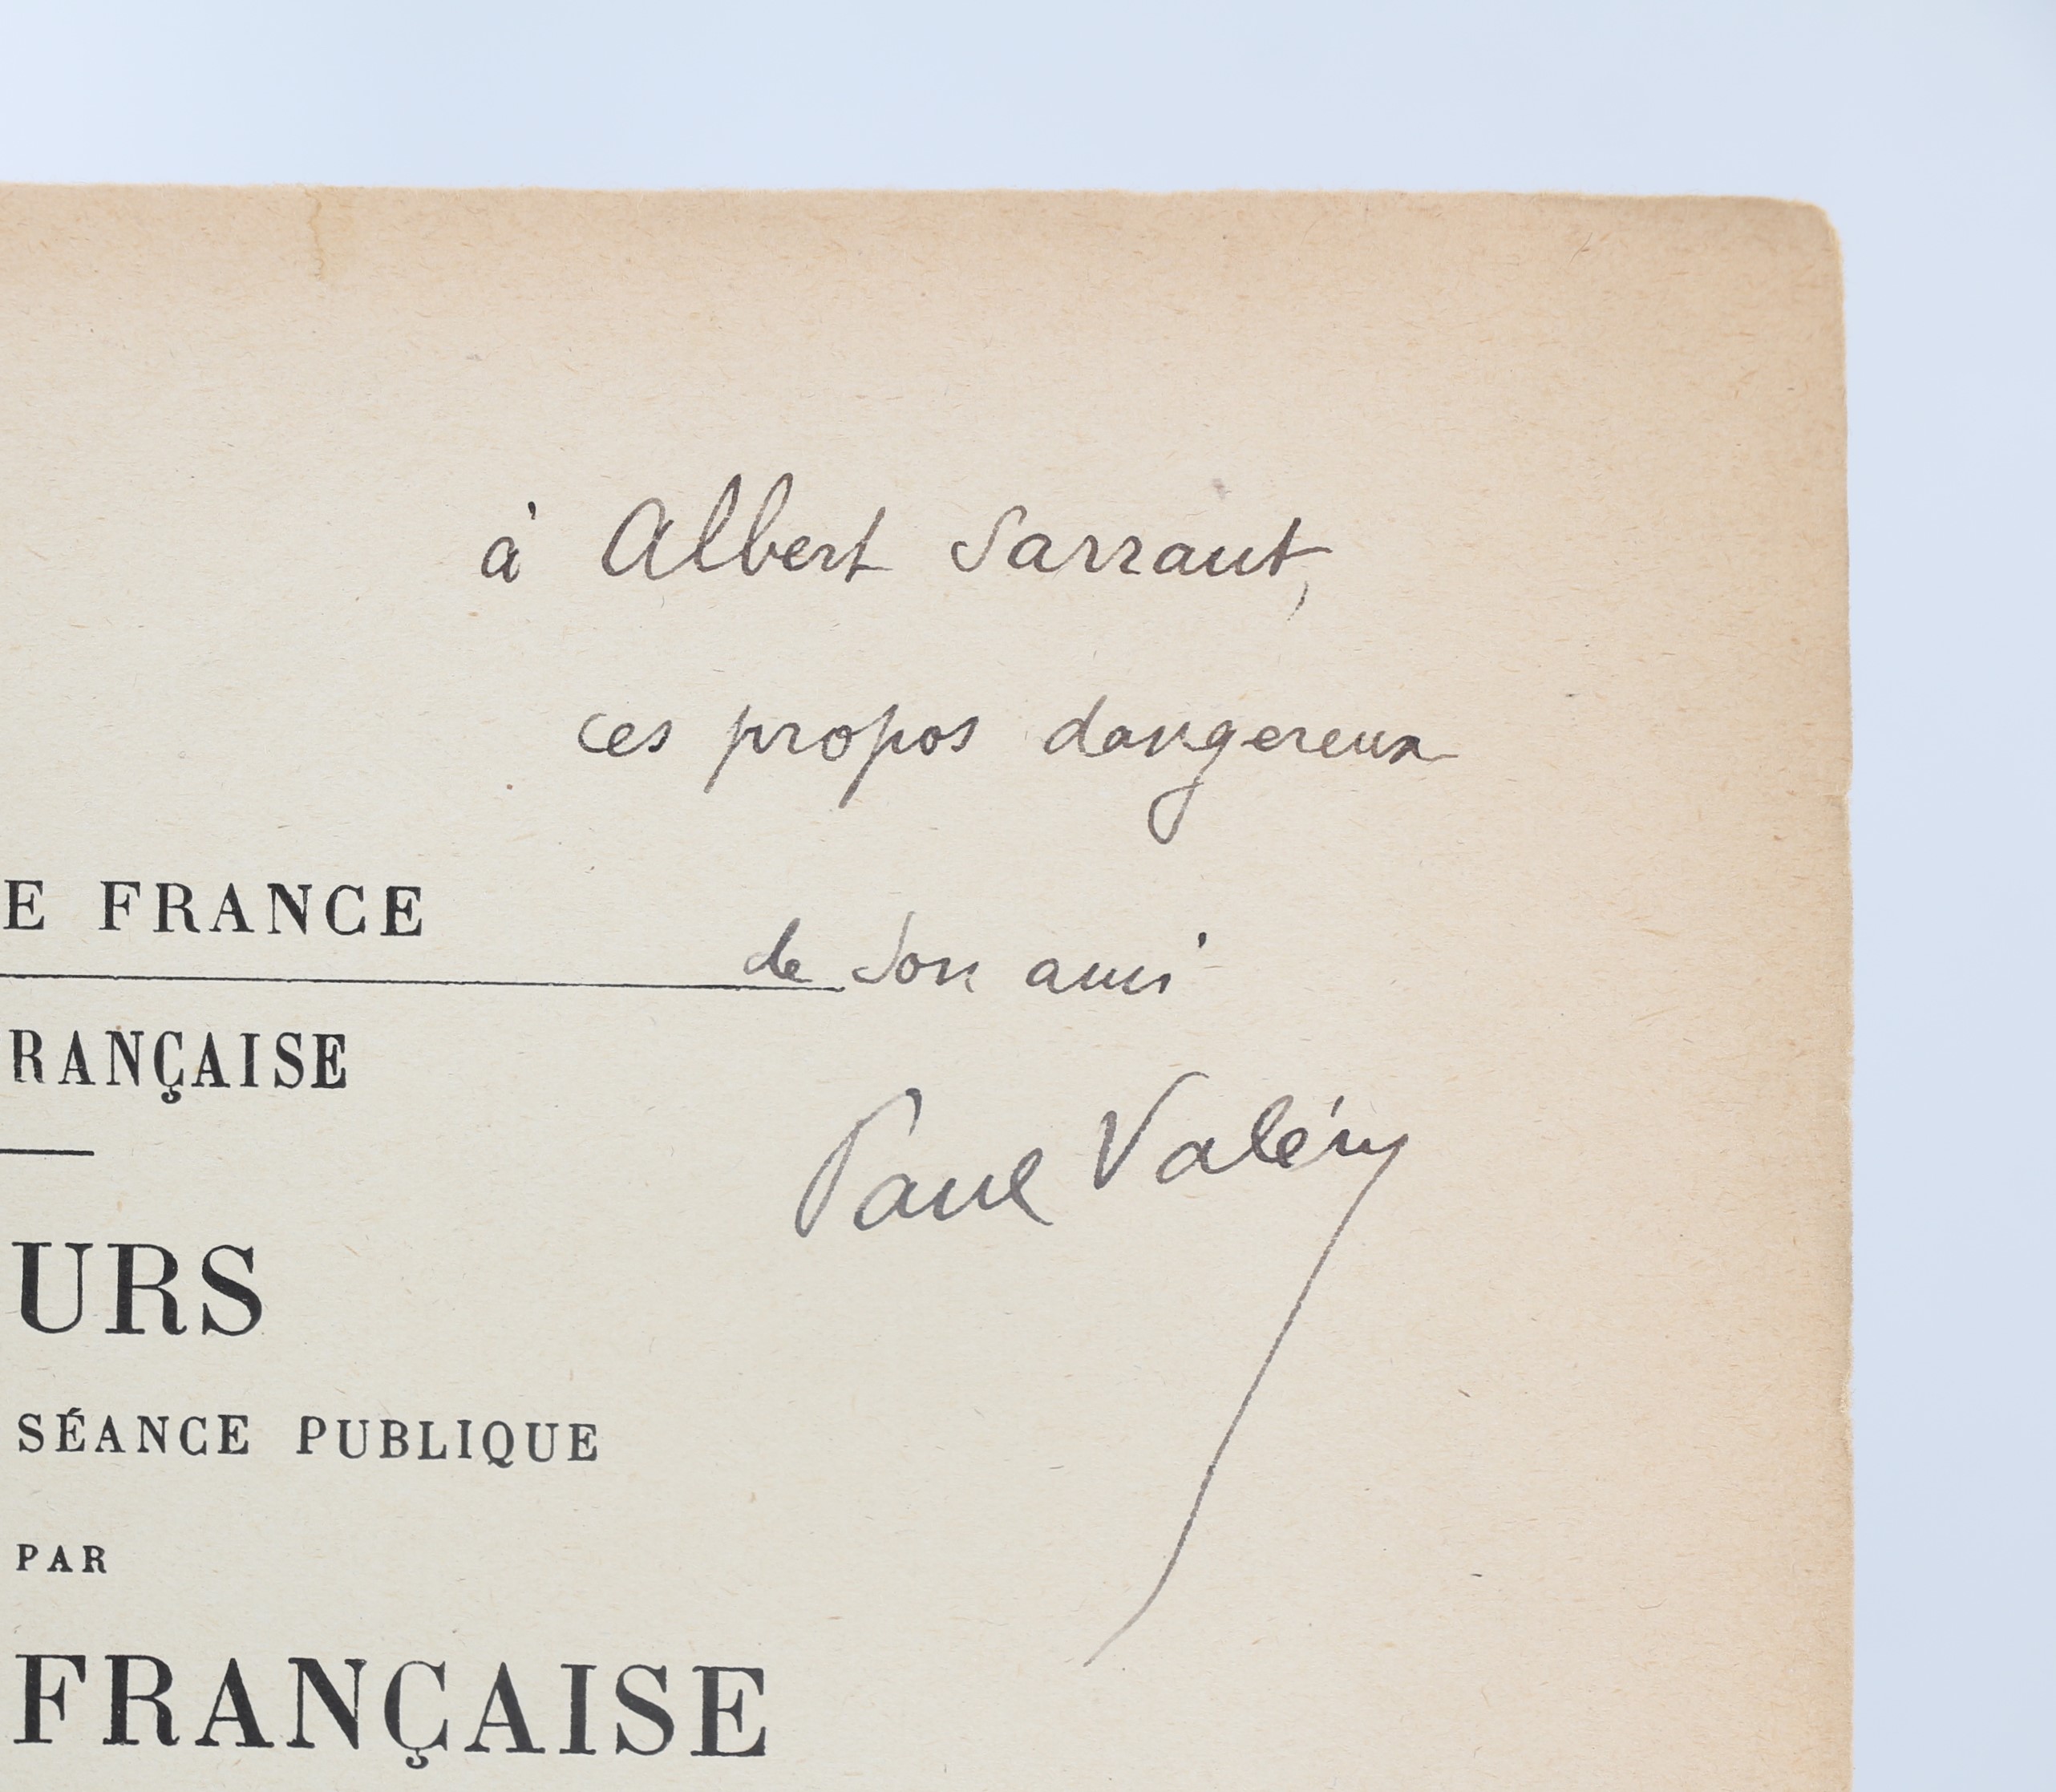 à Albert Sarraut,
ces propos dangereux
E FRANCE
de son ami
RANÇAISE
Paul Valéry
URS
SÉANCE PUBLIQUE
PAR
FRANÇAISE